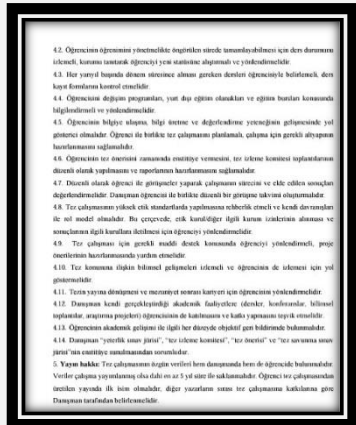 4.2. Öğrencinin öğrenimini yönetmelikte öngörülen sürede tamamlayabilmesi için ders durumunu
izlemeli, kurumu tanıtarak öğrenciyi yeni statüsüne alıştırmalı ve yönlendirmelidir.
4.3. Her yarıyıl başında dönem süresince alması gereken dersleri öğrenciyle belirlemeli, ders
kayıt formlarını kontrol etmelidir.
4.4. Öğrencisini değişim programları, yurt dışı eğitim olanakları ve eğitim bursları konusunda
bilgilendirmeli ve yönlendirmelidir.
4.5. Öğrencinin bilgiye ulaşma, bilgi üretme ve değerlendirme yeteneğinin gelişmesinde yol
gösterici olmalıdır. Öğrenci ile birlikte tez çalışmasını planlamalı, çalışma için gerekli altyapının
hazırlanmasını sağlamalıdır.
4.6. Öğrencinin tez önerisini zamanında enstitüye vermesini, tez izleme komitesi toplantılarının
düzenli olarak yapılmasını ve raporlarının hazırlanmasını sağlamalıdır.
4.7. Düzenli olarak öğrenci ile görüşmeler yaparak çalışmanın sürecini ve elde edilen sonuçları
değerlendirmelidir. Danışman öğrencisi ile birlikte düzenli bir görüşme takvimi oluşturmalıdır.
4.8. Tez çalışmasının yüksek etik standartlarda yapılmasına rehberlik etmeli ve kendi davranışları
ile rol model olmalıdır. Bu çerçevede, etik kurul/diğer ilgili kurum izinlerinin alınması ve
sonuçlarının ilgili kurullara iletilmesi için öğrenciyi yönlendirmelidir.
4.9. Tez çalışması için gerekli maddi destek konusunda öğrenciyi yönlendirmeli, proje
önerilerinin hazırlanmasında yardım etmelidir.
4.10. Tez konusuna ilişkin bilimsel gelişmeleri izlemeli ve öğrencinin de izlemesi için yol
göstermelidir.
4.11. Tezin yayına dönüşmesi ve mezuniyet sonrası kariyeri için öğrencisini yönlendirmelidir.
4.12. Danışman kendi gerçekleştirdiği akademik faaliyetlere (dersler, konferanslar, bilimsel
toplantılar, araştırma projeleri) öğrencisinin de katılmasını ve katkı yapmasını teşvik etmelidir.
4.13. Öğrencinin akademik gelişimi ile ilgili her düzeyde objektif geri bildirimde bulunmalıdır.
4.14. Danışman "yeterlik sınav jürisi", "tez izleme komitesi", "tez önerisi" ve "tez savunma sınav
jürisi"nin enstitüye sunulmasından sorumludur.
5. Yayın hakkı: Tez çalışmasının özgün verileri hem danışmanda hem de öğrencide bulunmalıdır.
Veriler çalışma yayımlanmış olsa dahi en az 5 yıl süre ile saklanmalıdır. Öğrenci tez çalışmasından
üretilen yayında ilk isim olmalıdır, diğer yazarların sırası tez çalışmasına katkılarına göre
Danışman tarafından belirlenmelidir.